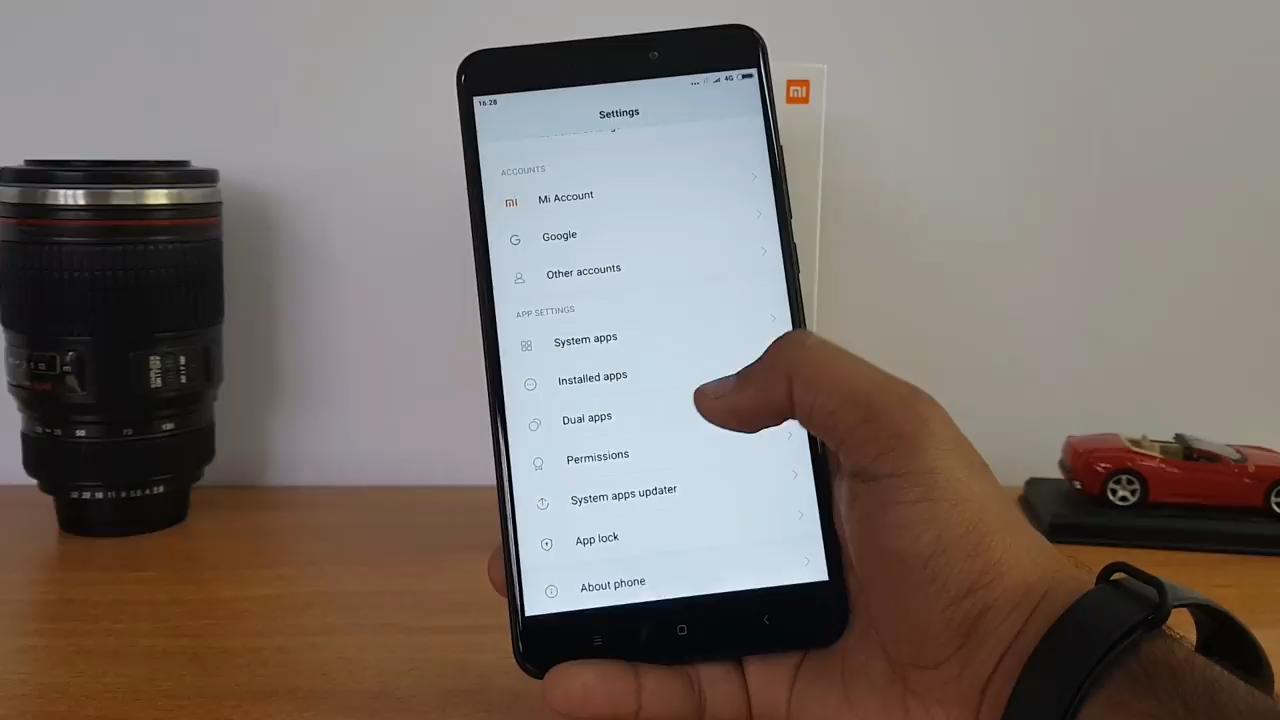 16:28
4G
Settings
ACCOUNTS
Mi Account
Google
Other accounts
APP SETTINGS
System apps
Installed apps
Dual apps
Permissions
System apps updater
App lock
About phone